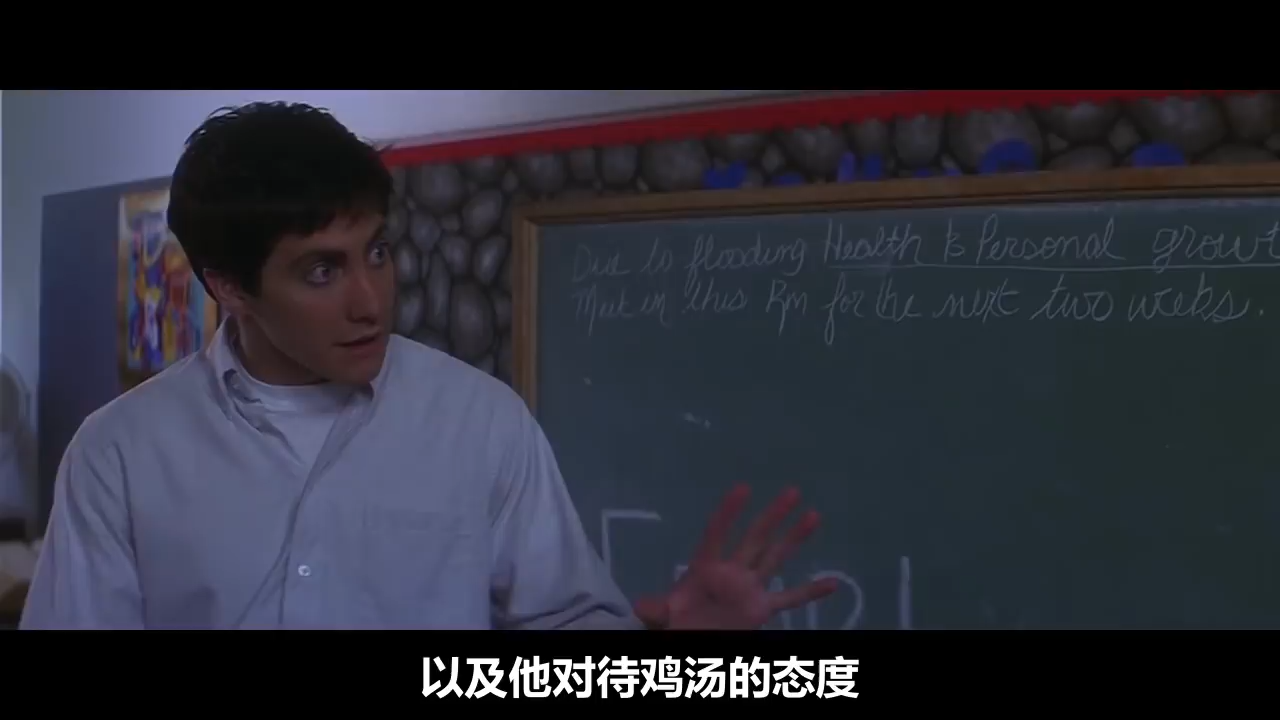 Due to flooding Health & Personal growt
Meet in this Rm for the next two weeks.
以及他对待鸡汤的态度